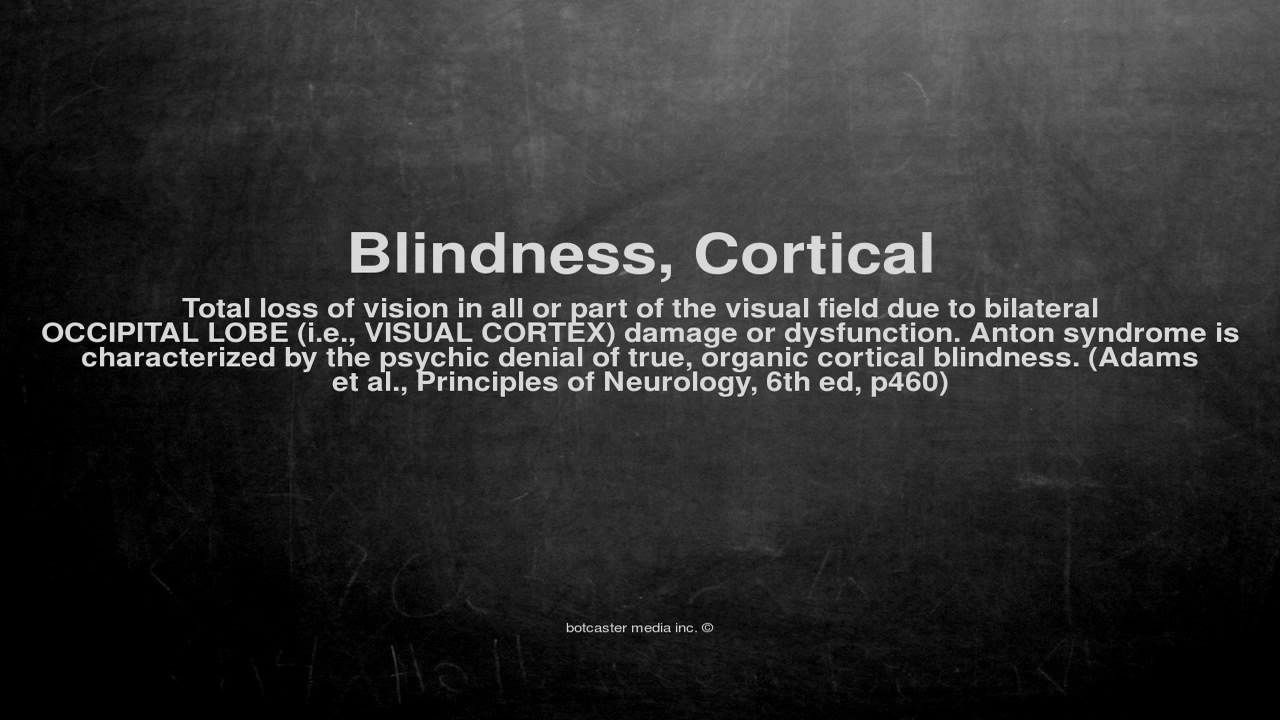 Blindness, Cortical
Total loss of vision in all or part of the visual field due to bilateral
OCCIPITAL LOBE (i.e., VISUAL CORTEX) damage or dysfunction. Anton syndrome is
characterized by the psychic denial of true, organic cortical blindness. (Adams
et al., Principles of Neurology, 6th ed, p460)
botcaster media inc. ©